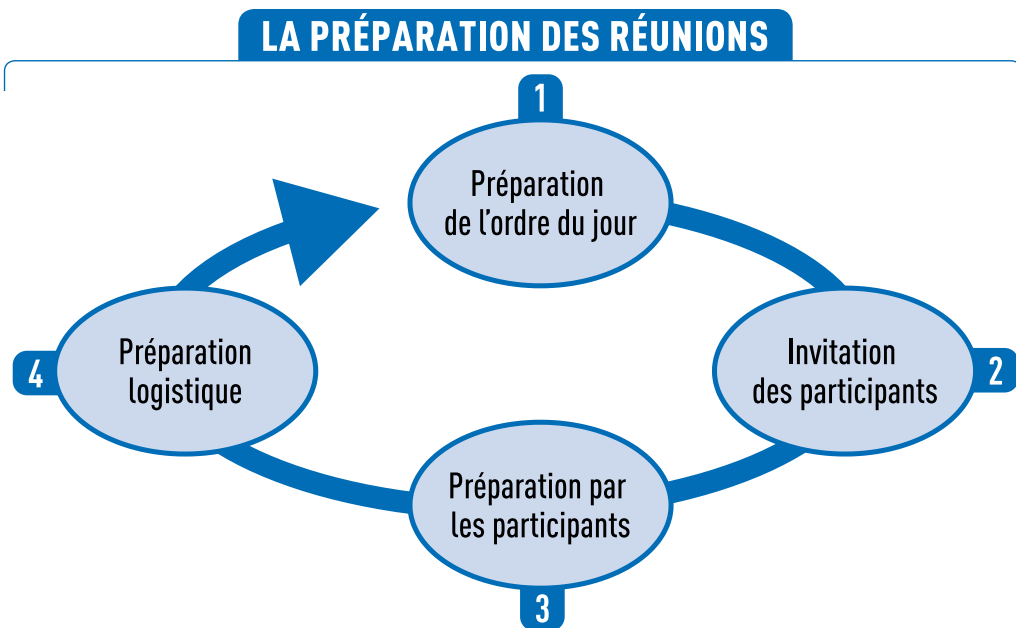 LA PRÉPARATION DES RÉUNIONS
1
Préparation
de l'ordre du jour
2
Invitation
des participants
3
Préparation par
les participants
4
Préparation
logistique